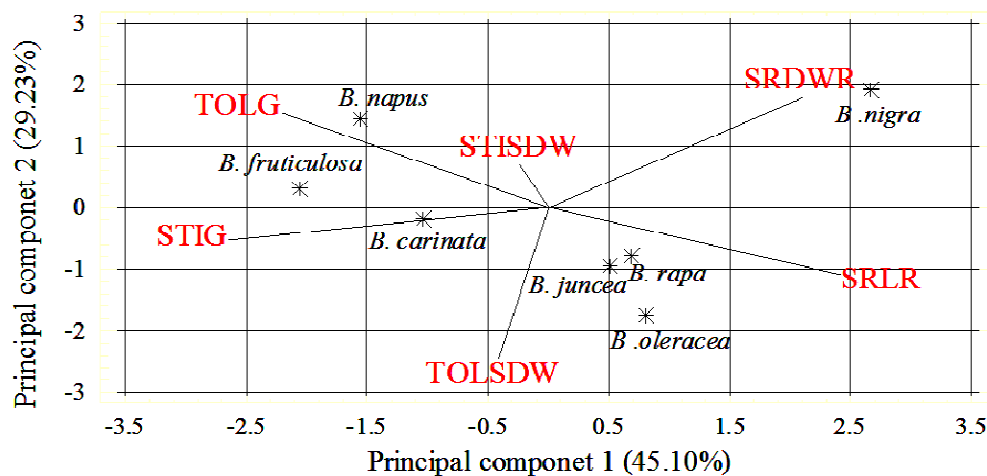 3
2
1
0
-1
-2
-3
Principal componet 2 (29.23%)
SRDWR
B .nigra
TOLG
B. napus
STISDW
B. fruticulosa
STIG
B. carinata
B. juncea
B. rapa
SRLR
B .oleracea
TOLSDW
-3.5 -2.5 -1.5 -0.5 0.5 1.5 2.5 3.5
Principal componet 1 (45.10%)